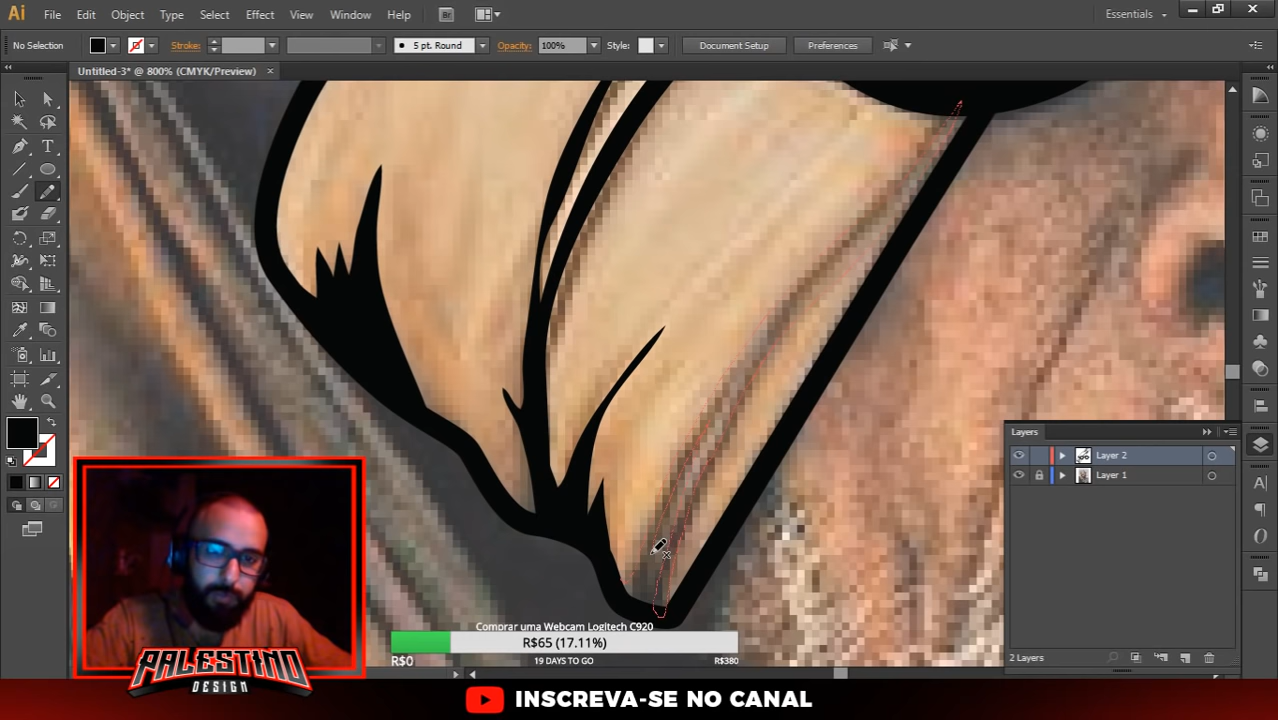 Ai File Edit Object Type Select Effect View Window Help Br Essentials
No Selection Stroke: 5 pt. Round Opacity: 100% Style: Document Setup Preferences
Untitled-3* @ 800% (CMYK/Preview)
Layers
Layer 2
Layer 1
2 Layers
Comprar uma Webcam Logitech C920
R$65 (17.11%)
R$0 19 DAYS TO GO R$380
PALESTINO
DESIGN
INSCREVA-SE NO CANAL